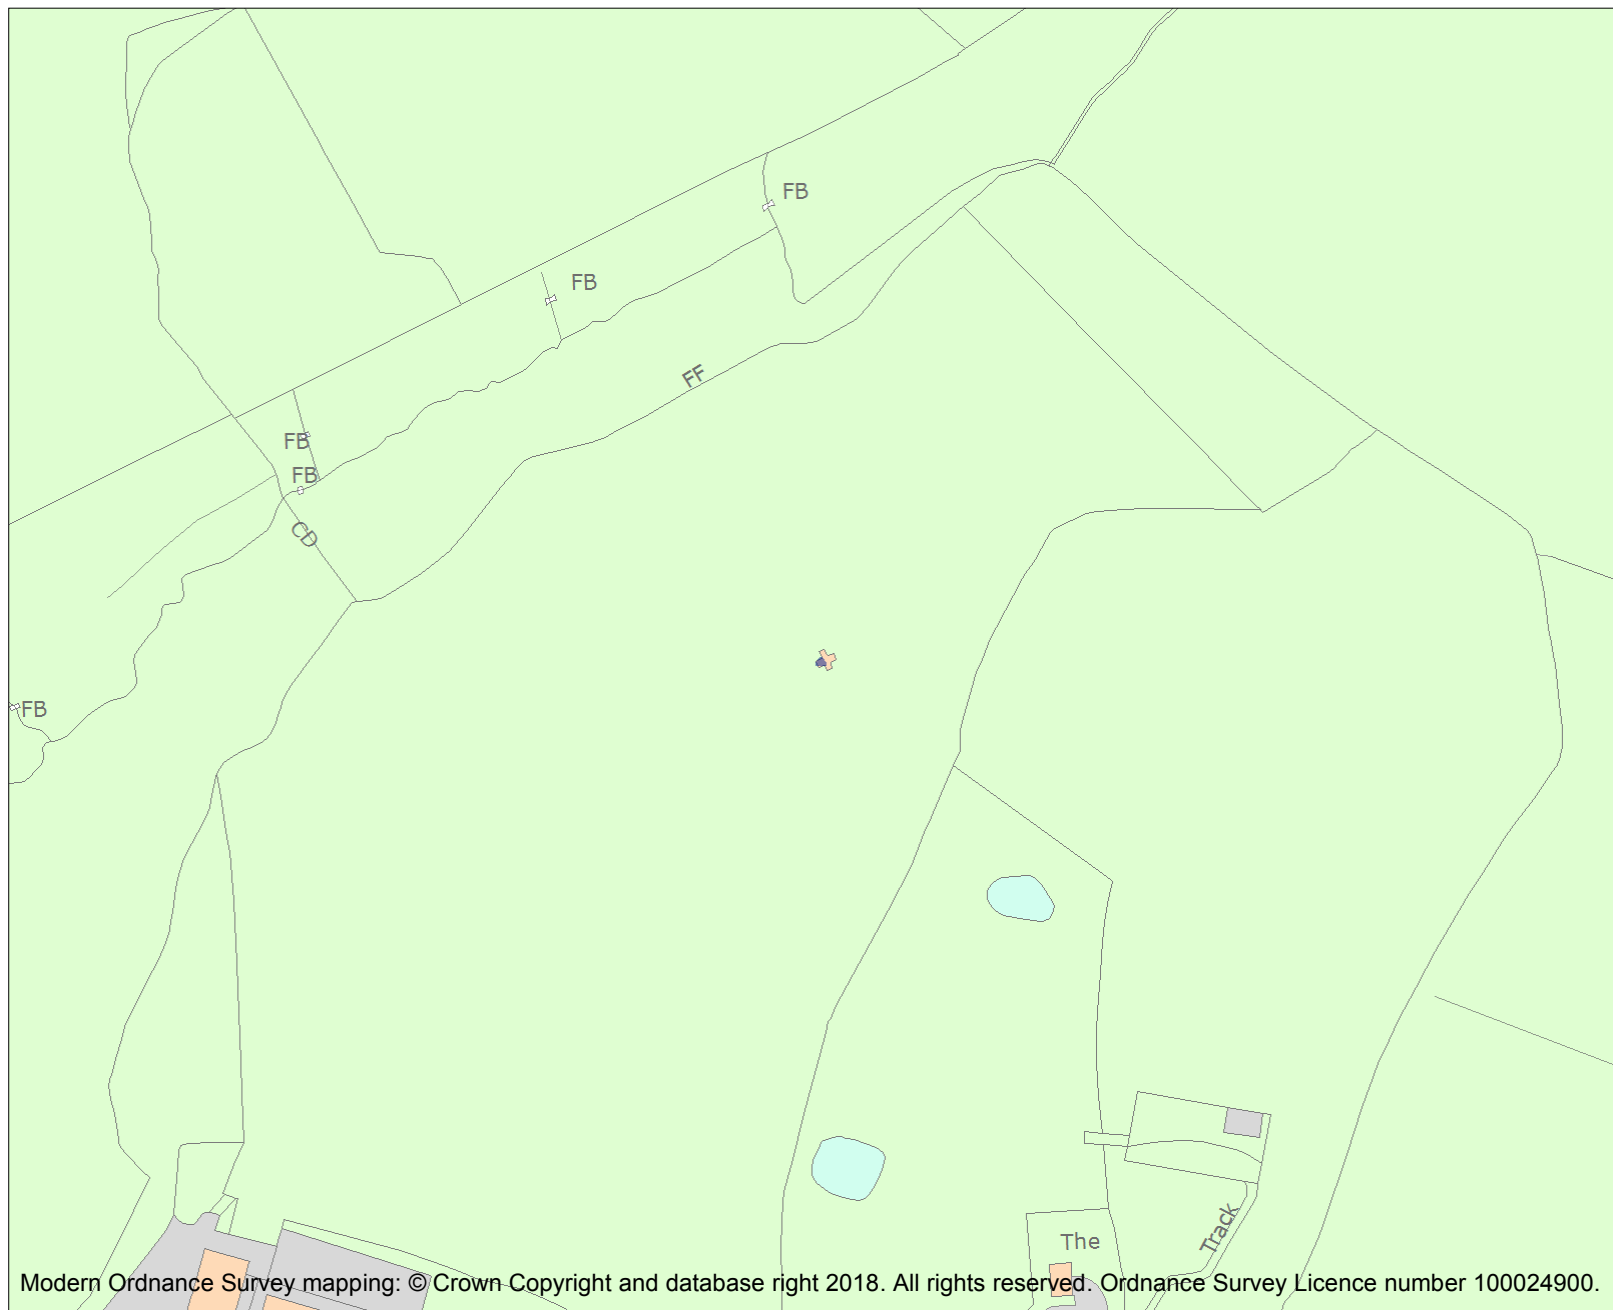 FB
FB
FF
FB
FB
CD
FB
Track
The
Modern Ordnance Survey mapping: © Crown Copyright and database right 2018. All rights reserved. Ordnance Survey Licence number 100024900.